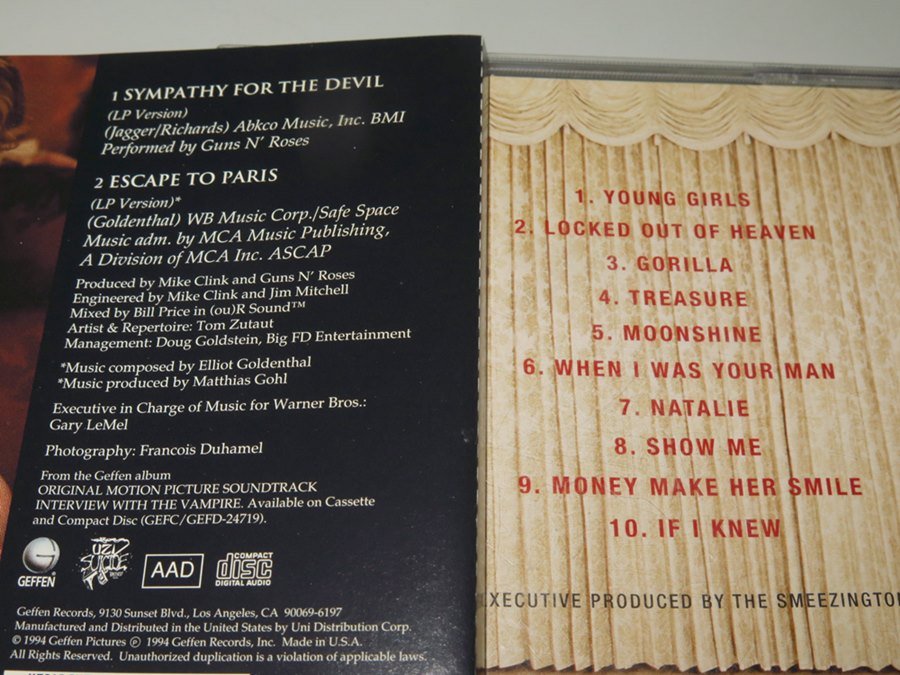 1 SYMPATHY FOR THE DEVIL
(LP Version)
(Jagger/Richards) Abkco Music, Inc. BMI
Performed by Guns N' Roses
2 ESCAPE TO PARIS
(LP Version)*
(Goldenthal) WB Music Corp./Safe Space
Music adm. by MCA Music Publishing,
A Division of MCA Inc. ASCAP
Produced by Mike Clink and Guns N' Roses
Engineered by Mike Clink and Jim Mitchell
Mixed by Bill Price in (ou)R Sound™
Artist & Repertoire: Tom Zutaut
Management: Doug Goldstein, Big FD Entertainment
*Music composed by Elliot Goldenthal
*Music produced by Matthias Gohl
Executive in Charge of Music for Warner Bros.:
Gary LeMel
Photography: Francois Duhamel
From the Geffen album
ORIGINAL MOTION PICTURE SOUNDTRACK
INTERVIEW WITH THE VAMPIRE. Available on Cassette
and Compact Disc (GEFC/GEFD-24719).
GEFFEN
UZI
SUICIDE
AAD
COMPACT
disc
DIGITAL AUDIO
Geffen Records, 9130 Sunset Blvd., Los Angeles, CA 90069-6197
Manufactured and Distributed in the United States by Uni Distribution Corp.
© 1994 Geffen Pictures ℗ 1994 Geffen Records, Inc. Made in U.S.A.
All Rights Reserved. Unauthorized duplication is a violation of applicable laws.
1. YOUNG GIRLS
2. LOCKED OUT OF HEAVEN
3. GORILLA
4. TREASURE
5. MOONSHINE
6. WHEN I WAS YOUR MAN
7. NATALIE
8. SHOW ME
9. MONEY MAKE HER SMILE
10. IF I KNEW
XECUTIVE PRODUCED BY THE SMEEZINGTO